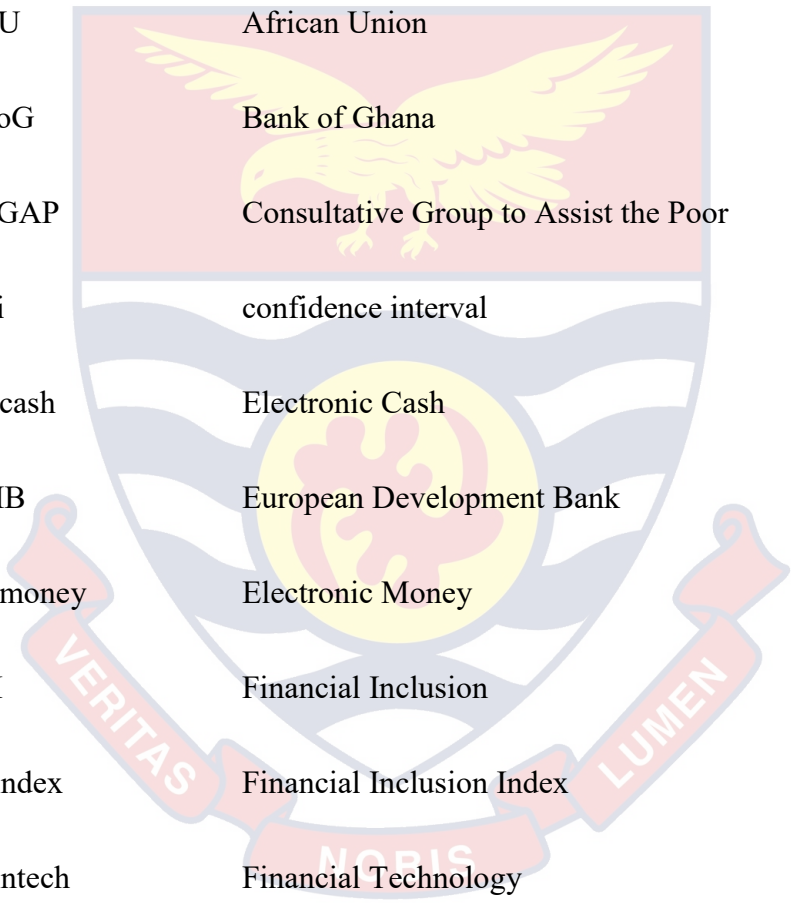 U African Union
oG Bank of Ghana
GAP Consultative Group to Assist the Poor
i confidence interval
cash Electronic Cash
IB European Development Bank
money Electronic Money
I Financial Inclusion
ndex Financial Inclusion Index
ntech Financial Technology
VERITAS
NOBIS
LUMEN